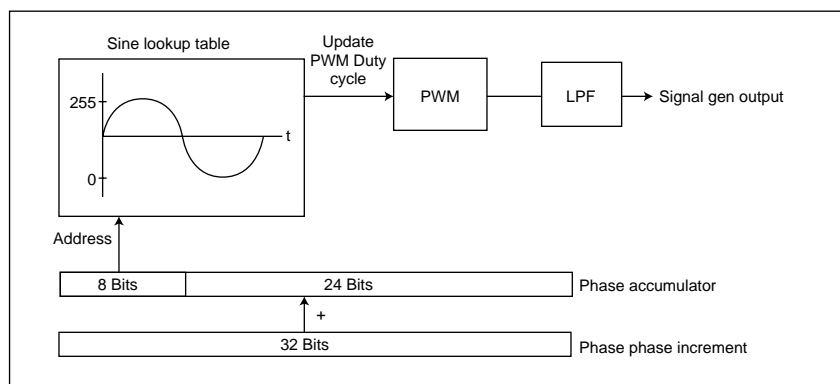 Sine lookup table
Update
PWM Duty
cycle
255
t
0
PWM
LPF
Signal gen output
Address
8 Bits
24 Bits
Phase accumulator
+
32 Bits
Phase phase increment